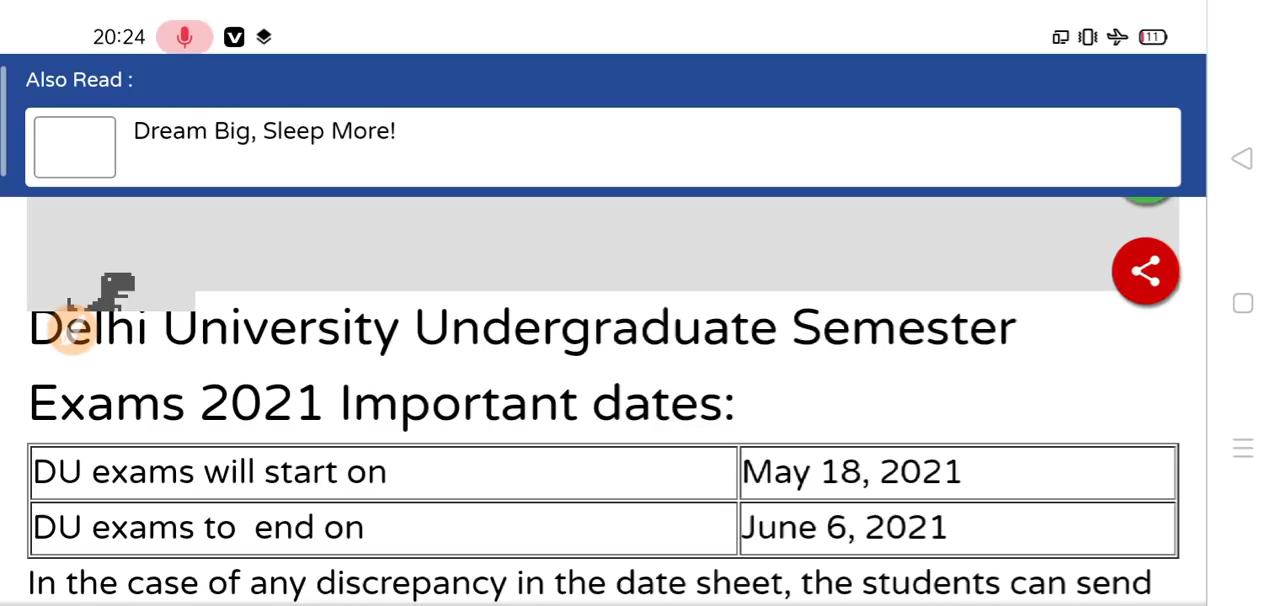 20:24
11
Also Read :
Dream Big, Sleep More!
Delhi University Undergraduate Semester
Exams 2021 Important dates:
DU exams will start on May 18, 2021
DU exams to end on June 6, 2021
In the case of any discrepancy in the date sheet, the students can send